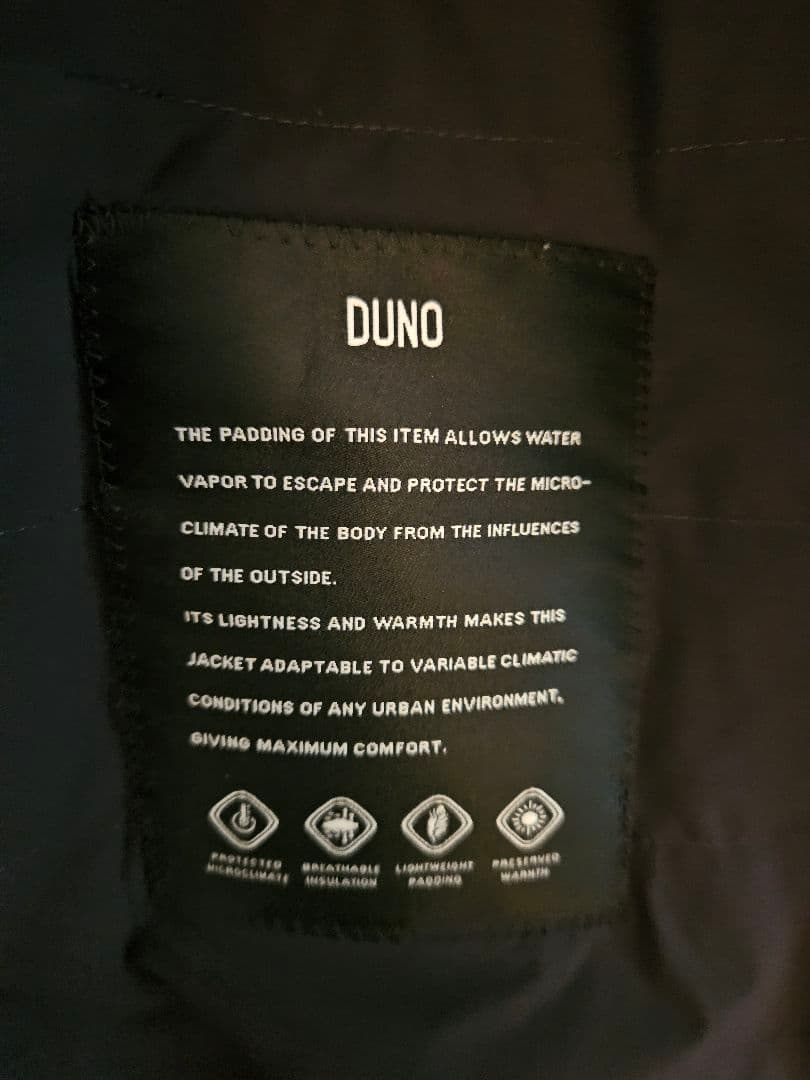 DUNO
THE PADDING OF THIS ITEM ALLOWS WATER
VAPOR TO ESCAPE AND PROTECT THE MICRO-
CLIMATE OF THE BODY FROM THE INFLUENCES
OF THE OUTSIDE.
ITS LIGHTNESS AND WARMTH MAKES THIS
JACKET ADAPTABLE TO VARIABLE CLIMATIC
CONDITIONS OF ANY URBAN ENVIRONMENT.
GIVING MAXIMUM COMFORT.
PROTECTED
MICROCLIMATE
BREATHABLE
INSULATION
LIGHTWEIGHT
PADDING
PRESERVED
WARMTH